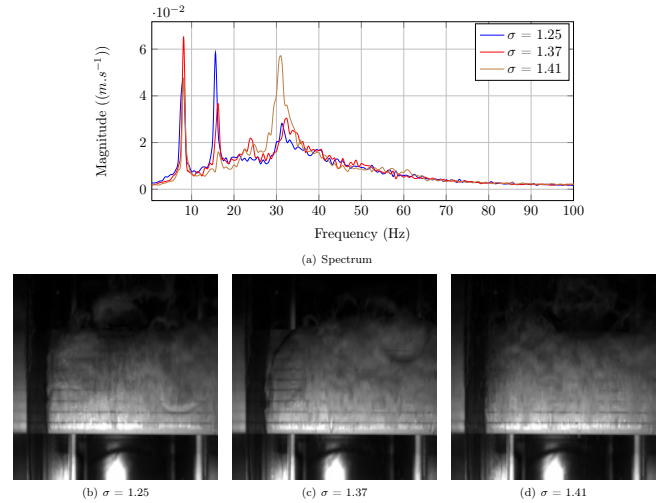 ·10⁻²
6
4
2
0
Magnitude ((m.s⁻¹))
σ = 1.25
σ = 1.37
σ = 1.41
10 20 30 40 50 60 70 80 90 100
Frequency (Hz)
(a) Spectrum
(b) σ = 1.25 (c) σ = 1.37 (d) σ = 1.41